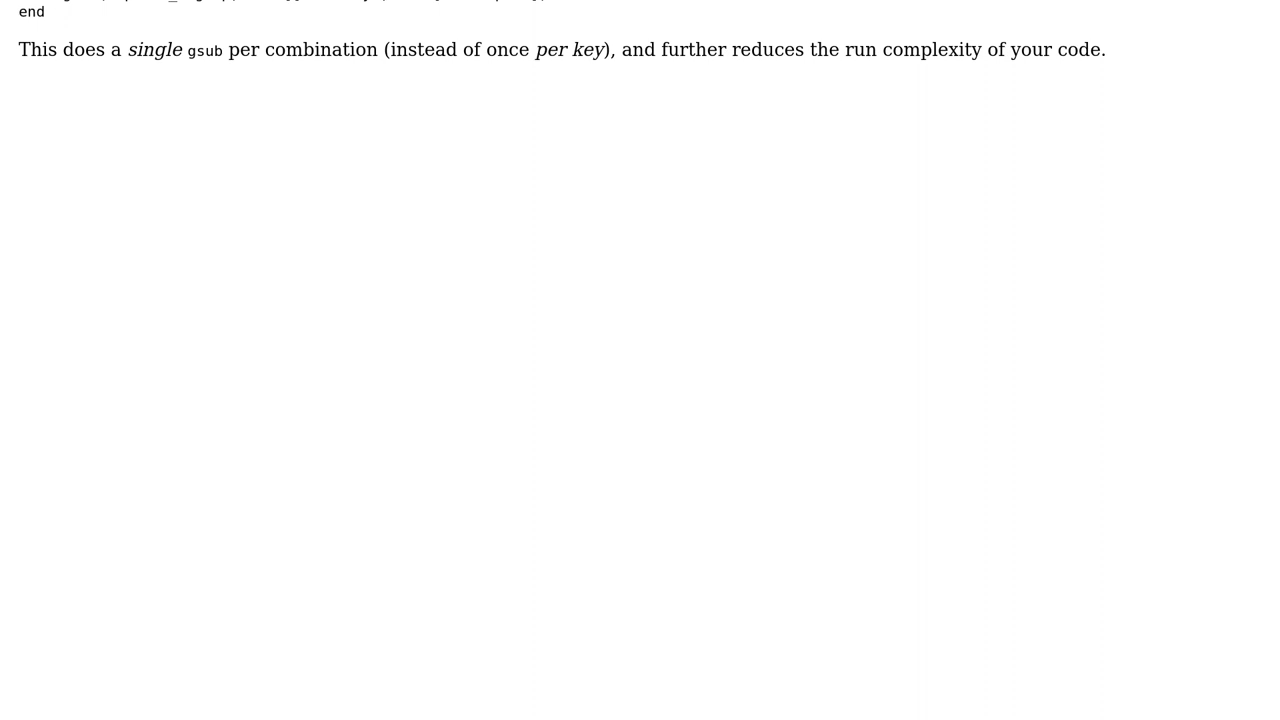 end
This does a single gsub per combination (instead of once per key), and further reduces the run complexity of your code.